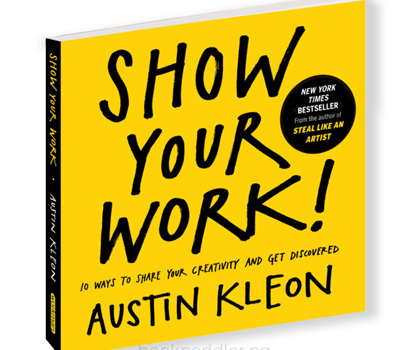 SHOW
YOUR
WORK!
NEW YORK
TIMES
BESTSELLER
From the author of
STEAL LIKE AN
ARTIST
10 WAYS TO SHARE YOUR CREATIVITY AND GET DISCOVERED
AUSTIN KLEON
SHOW YOUR WORK • AUSTIN KLEON